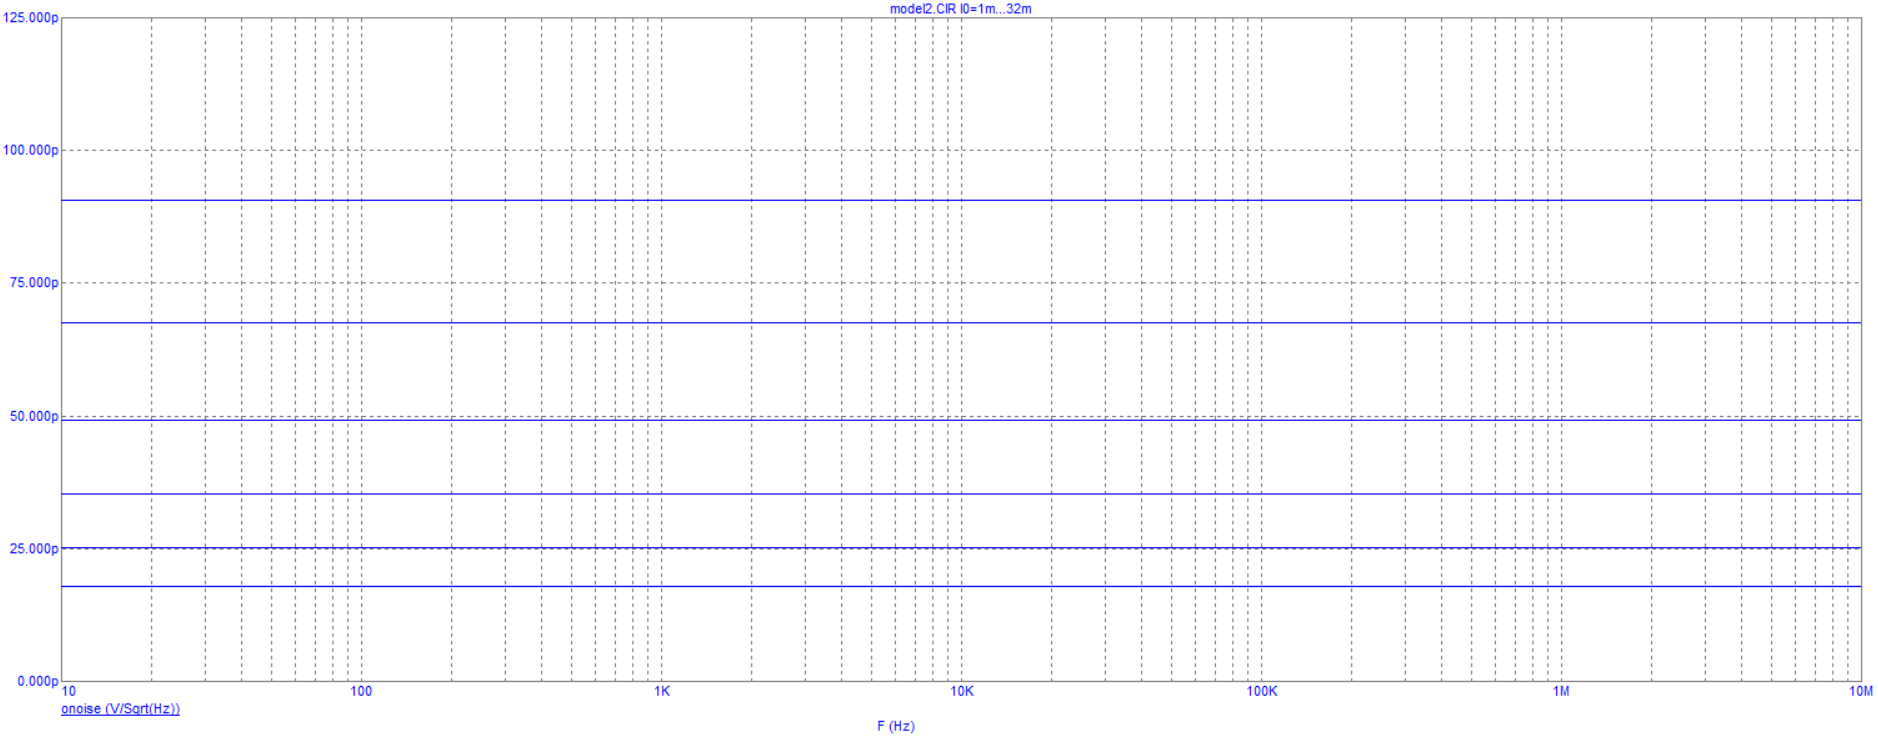 model2.CIR I0=1m...32m
125.000p
100.000p
75.000p
50.000p
25.000p
0.000p
10 100 1K 10K 100K 1M 10M
onoise (V/Sqrt(Hz))
F (Hz)